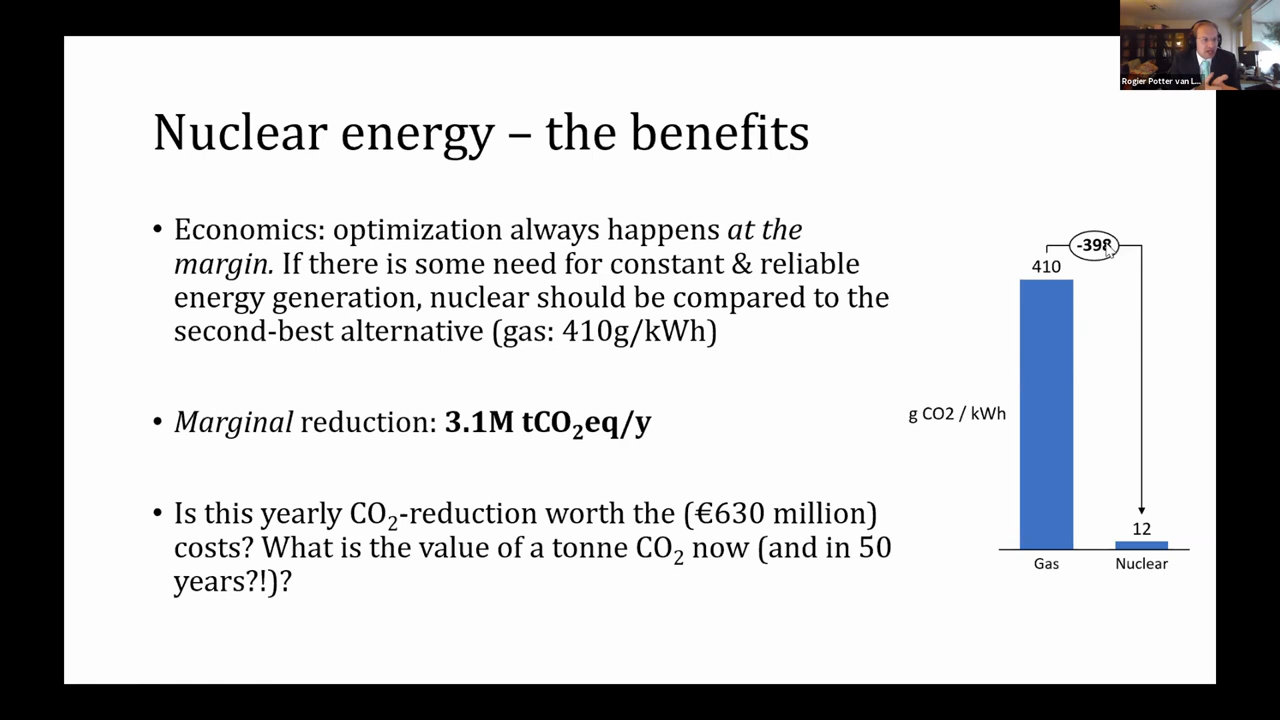 Rogier Potter van L...
Nuclear energy – the benefits
• Economics: optimization always happens at the
margin. If there is some need for constant & reliable
energy generation, nuclear should be compared to the
second-best alternative (gas: 410g/kWh)
• Marginal reduction: 3.1M tCO₂eq/y
• Is this yearly CO₂-reduction worth the (€630 million)
costs? What is the value of a tonne CO₂ now (and in 50
years?!)?
-398
410
g CO2 / kWh
12
Gas
Nuclear